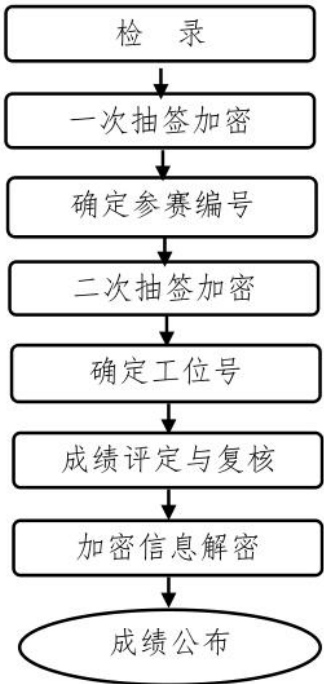 检 录
一次抽签加密
确定参赛编号
二次抽签加密
确定工位号
成绩评定与复核
加密信息解密
成绩公布